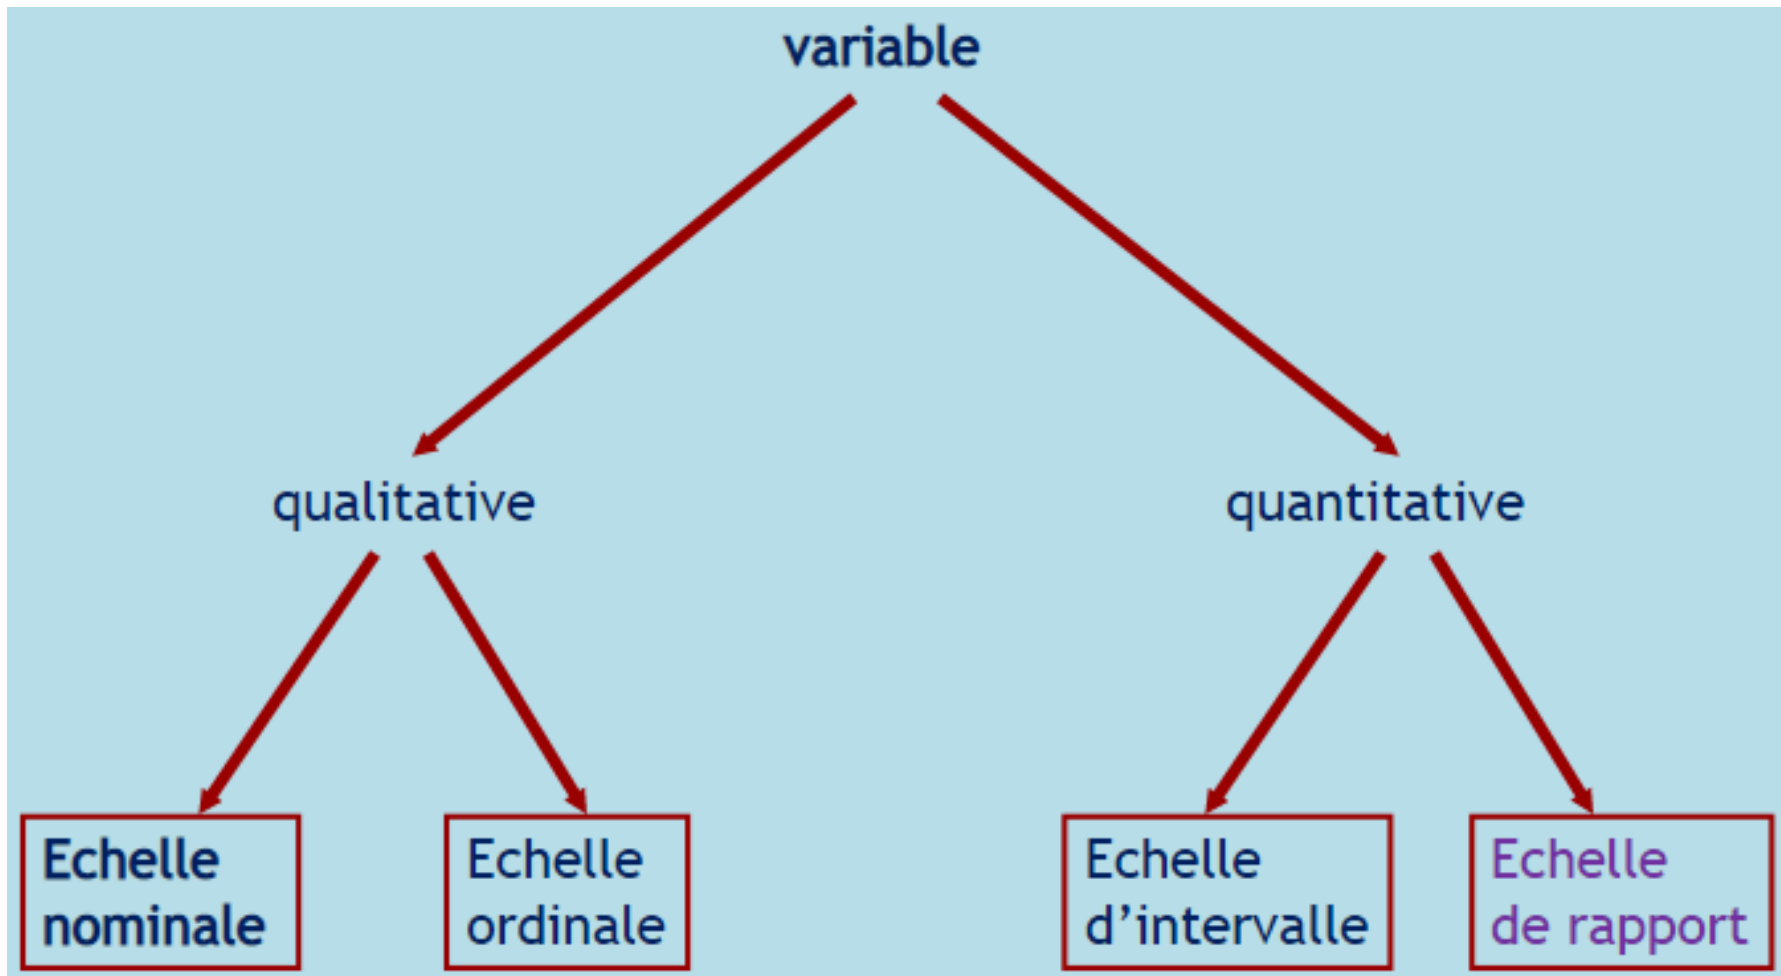 variable
qualitative
quantitative
Echelle
nominale
Echelle
ordinale
Echelle
d’intervalle
Echelle
de rapport